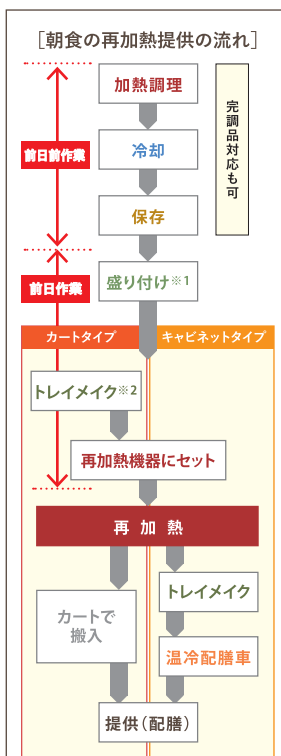 ［朝食の再加熱提供の流れ］
加熱調理
完調品対応も可
冷却
前日前作業
保存
盛り付け※1
前日作業
カートタイプ
キャビネットタイプ
トレイメイク※2
再加熱機器にセット
再加熱
トレイメイク
カートで
搬入
温冷配膳車
提供（配膳）